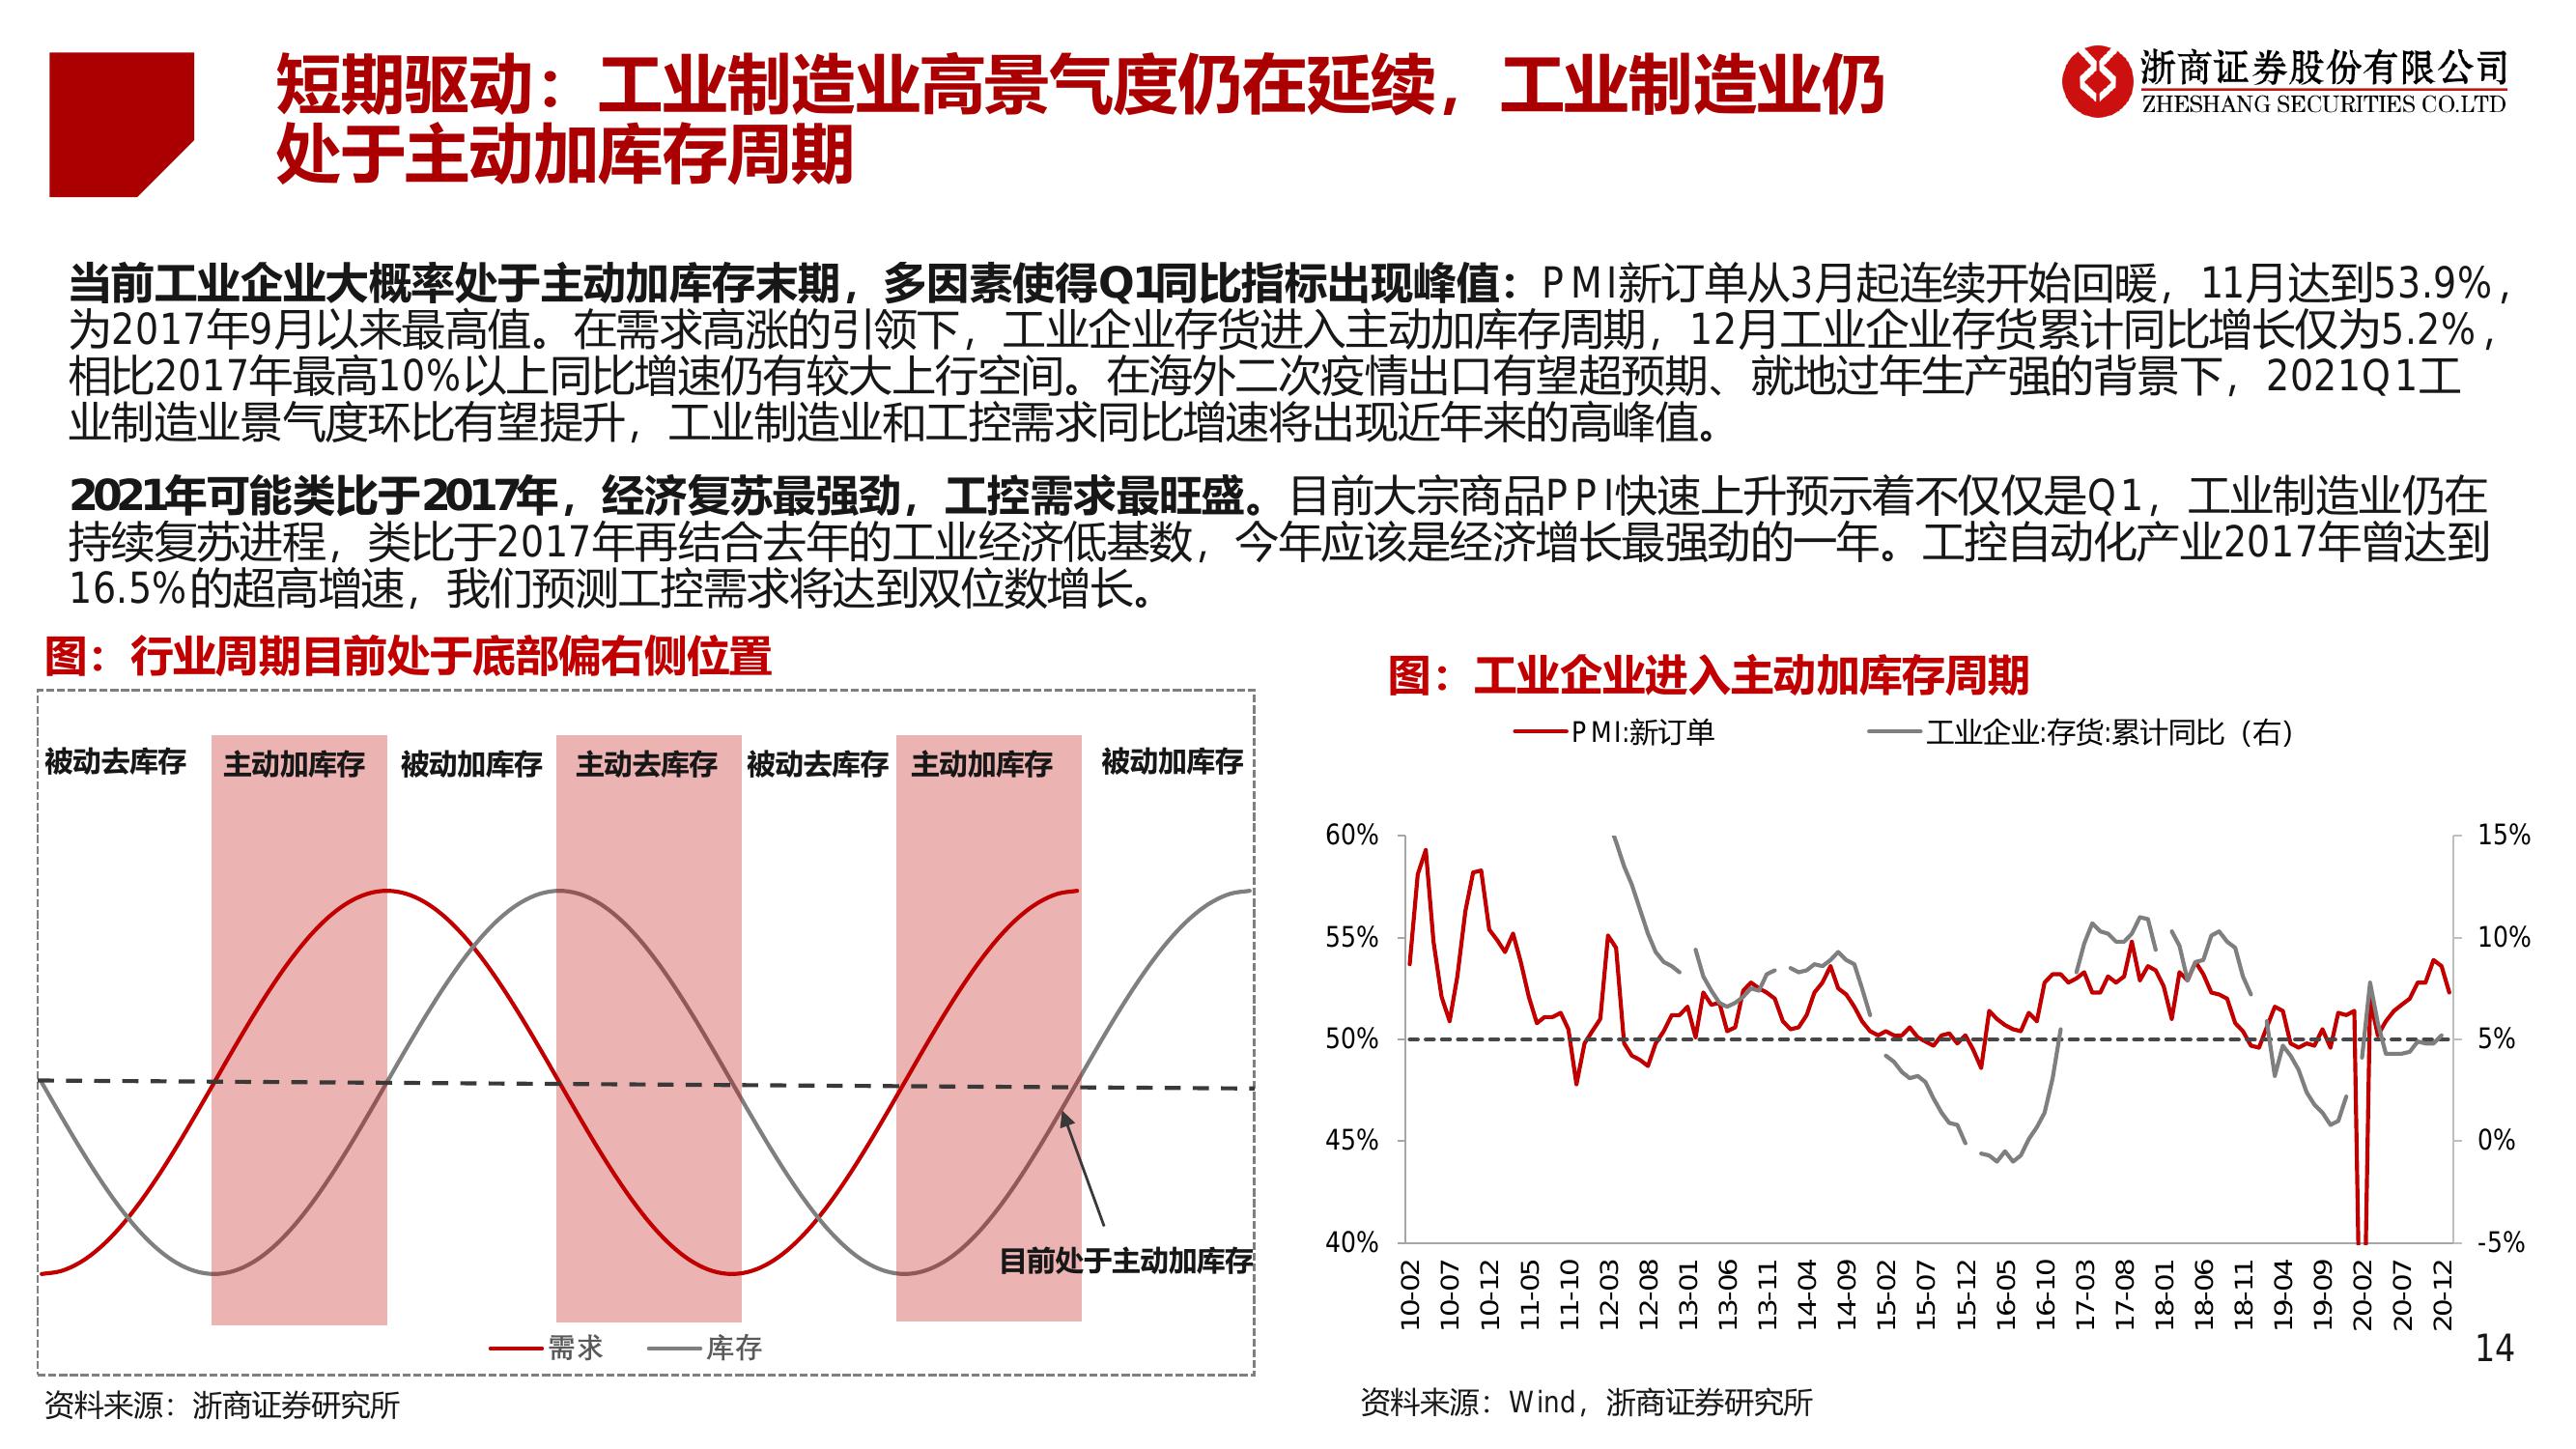 短期驱动：工业制造业高景气度仍在延续，工业制造业仍
处于主动加库存周期
浙商证券股份有限公司
ZHESHANG SECURITIES CO.LTD
当前工业企业大概率处于主动加库存末期，多因素使得Q1同比指标出现峰值：PMI新订单从3月起连续开始回暖，11月达到53.9%，
为2017年9月以来最高值。在需求高涨的引领下，工业企业存货进入主动加库存周期，12月工业企业存货累计同比增长仅为5.2%，
相比2017年最高10%以上同比增速仍有较大上行空间。在海外二次疫情出口有望超预期、就地过年生产强的背景下，2021Q1工
业制造业景气度环比有望提升，工业制造业和工控需求同比增速将出现近年来的高峰值。
2021年可能类比于2017年，经济复苏最强劲，工控需求最旺盛。目前大宗商品PPI快速上升预示着不仅仅是Q1，工业制造业仍在
持续复苏进程，类比于2017年再结合去年的工业经济低基数，今年应该是经济增长最强劲的一年。工控自动化产业2017年曾达到
16.5%的超高增速，我们预测工控需求将达到双位数增长。
图：行业周期目前处于底部偏右侧位置
被动去库存 主动加库存 被动加库存 主动去库存 被动去库存 主动加库存 被动加库存
目前处于主动加库存
需求 库存
资料来源：浙商证券研究所
图：工业企业进入主动加库存周期
PMI:新订单 工业企业:存货:累计同比（右）
60% 15%
55% 10%
50% 5%
45% 0%
40% -5%
10-02 10-07 10-12 11-05 11-10 12-03 12-08 13-01 13-06 13-11 14-04 14-09 15-02 15-07 15-12 16-05 16-10 17-03 17-08 18-01 18-06 18-11 19-04 19-09 20-02 20-07 20-12
资料来源：Wind，浙商证券研究所
14